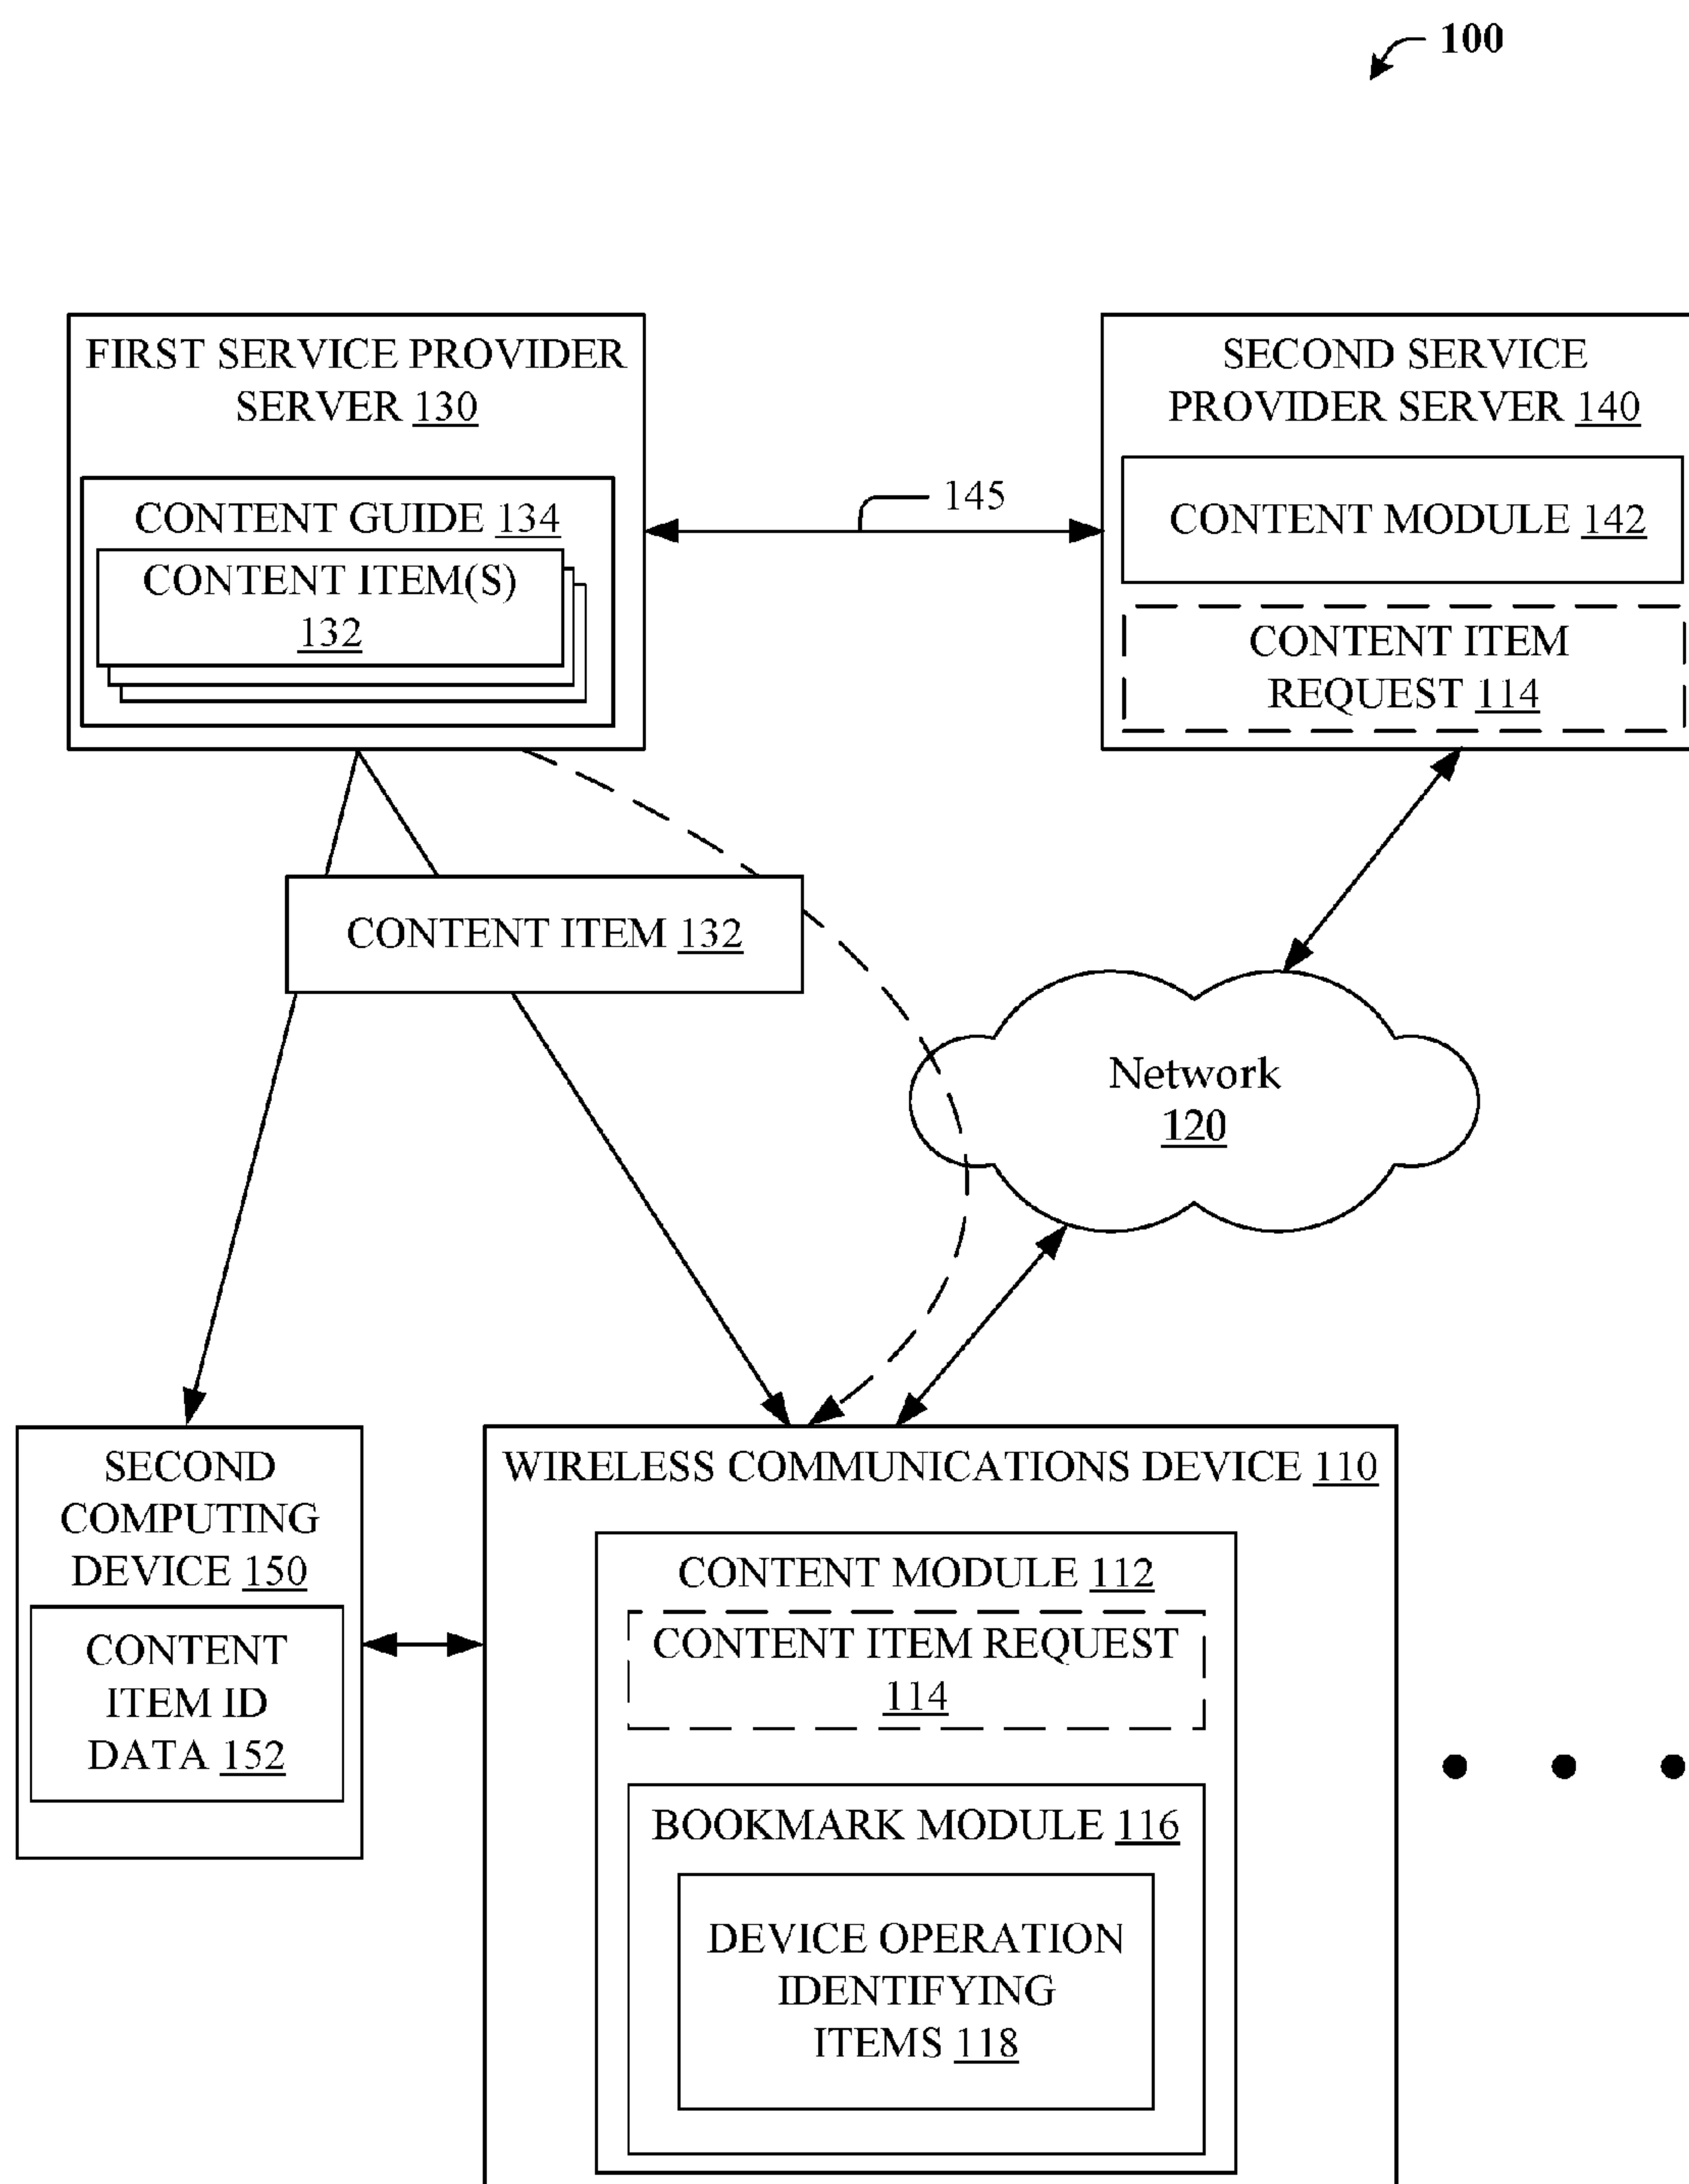 100
FIRST SERVICE PROVIDER
SERVER 130
CONTENT GUIDE 134
CONTENT ITEM(S)
132
145
SECOND SERVICE
PROVIDER SERVER 140
CONTENT MODULE 142
CONTENT ITEM
REQUEST 114
CONTENT ITEM 132
Network
120
SECOND
COMPUTING
DEVICE 150
CONTENT
ITEM ID
DATA 152
WIRELESS COMMUNICATIONS DEVICE 110
CONTENT MODULE 112
CONTENT ITEM REQUEST
114
BOOKMARK MODULE 116
DEVICE OPERATION
IDENTIFYING
ITEMS 118